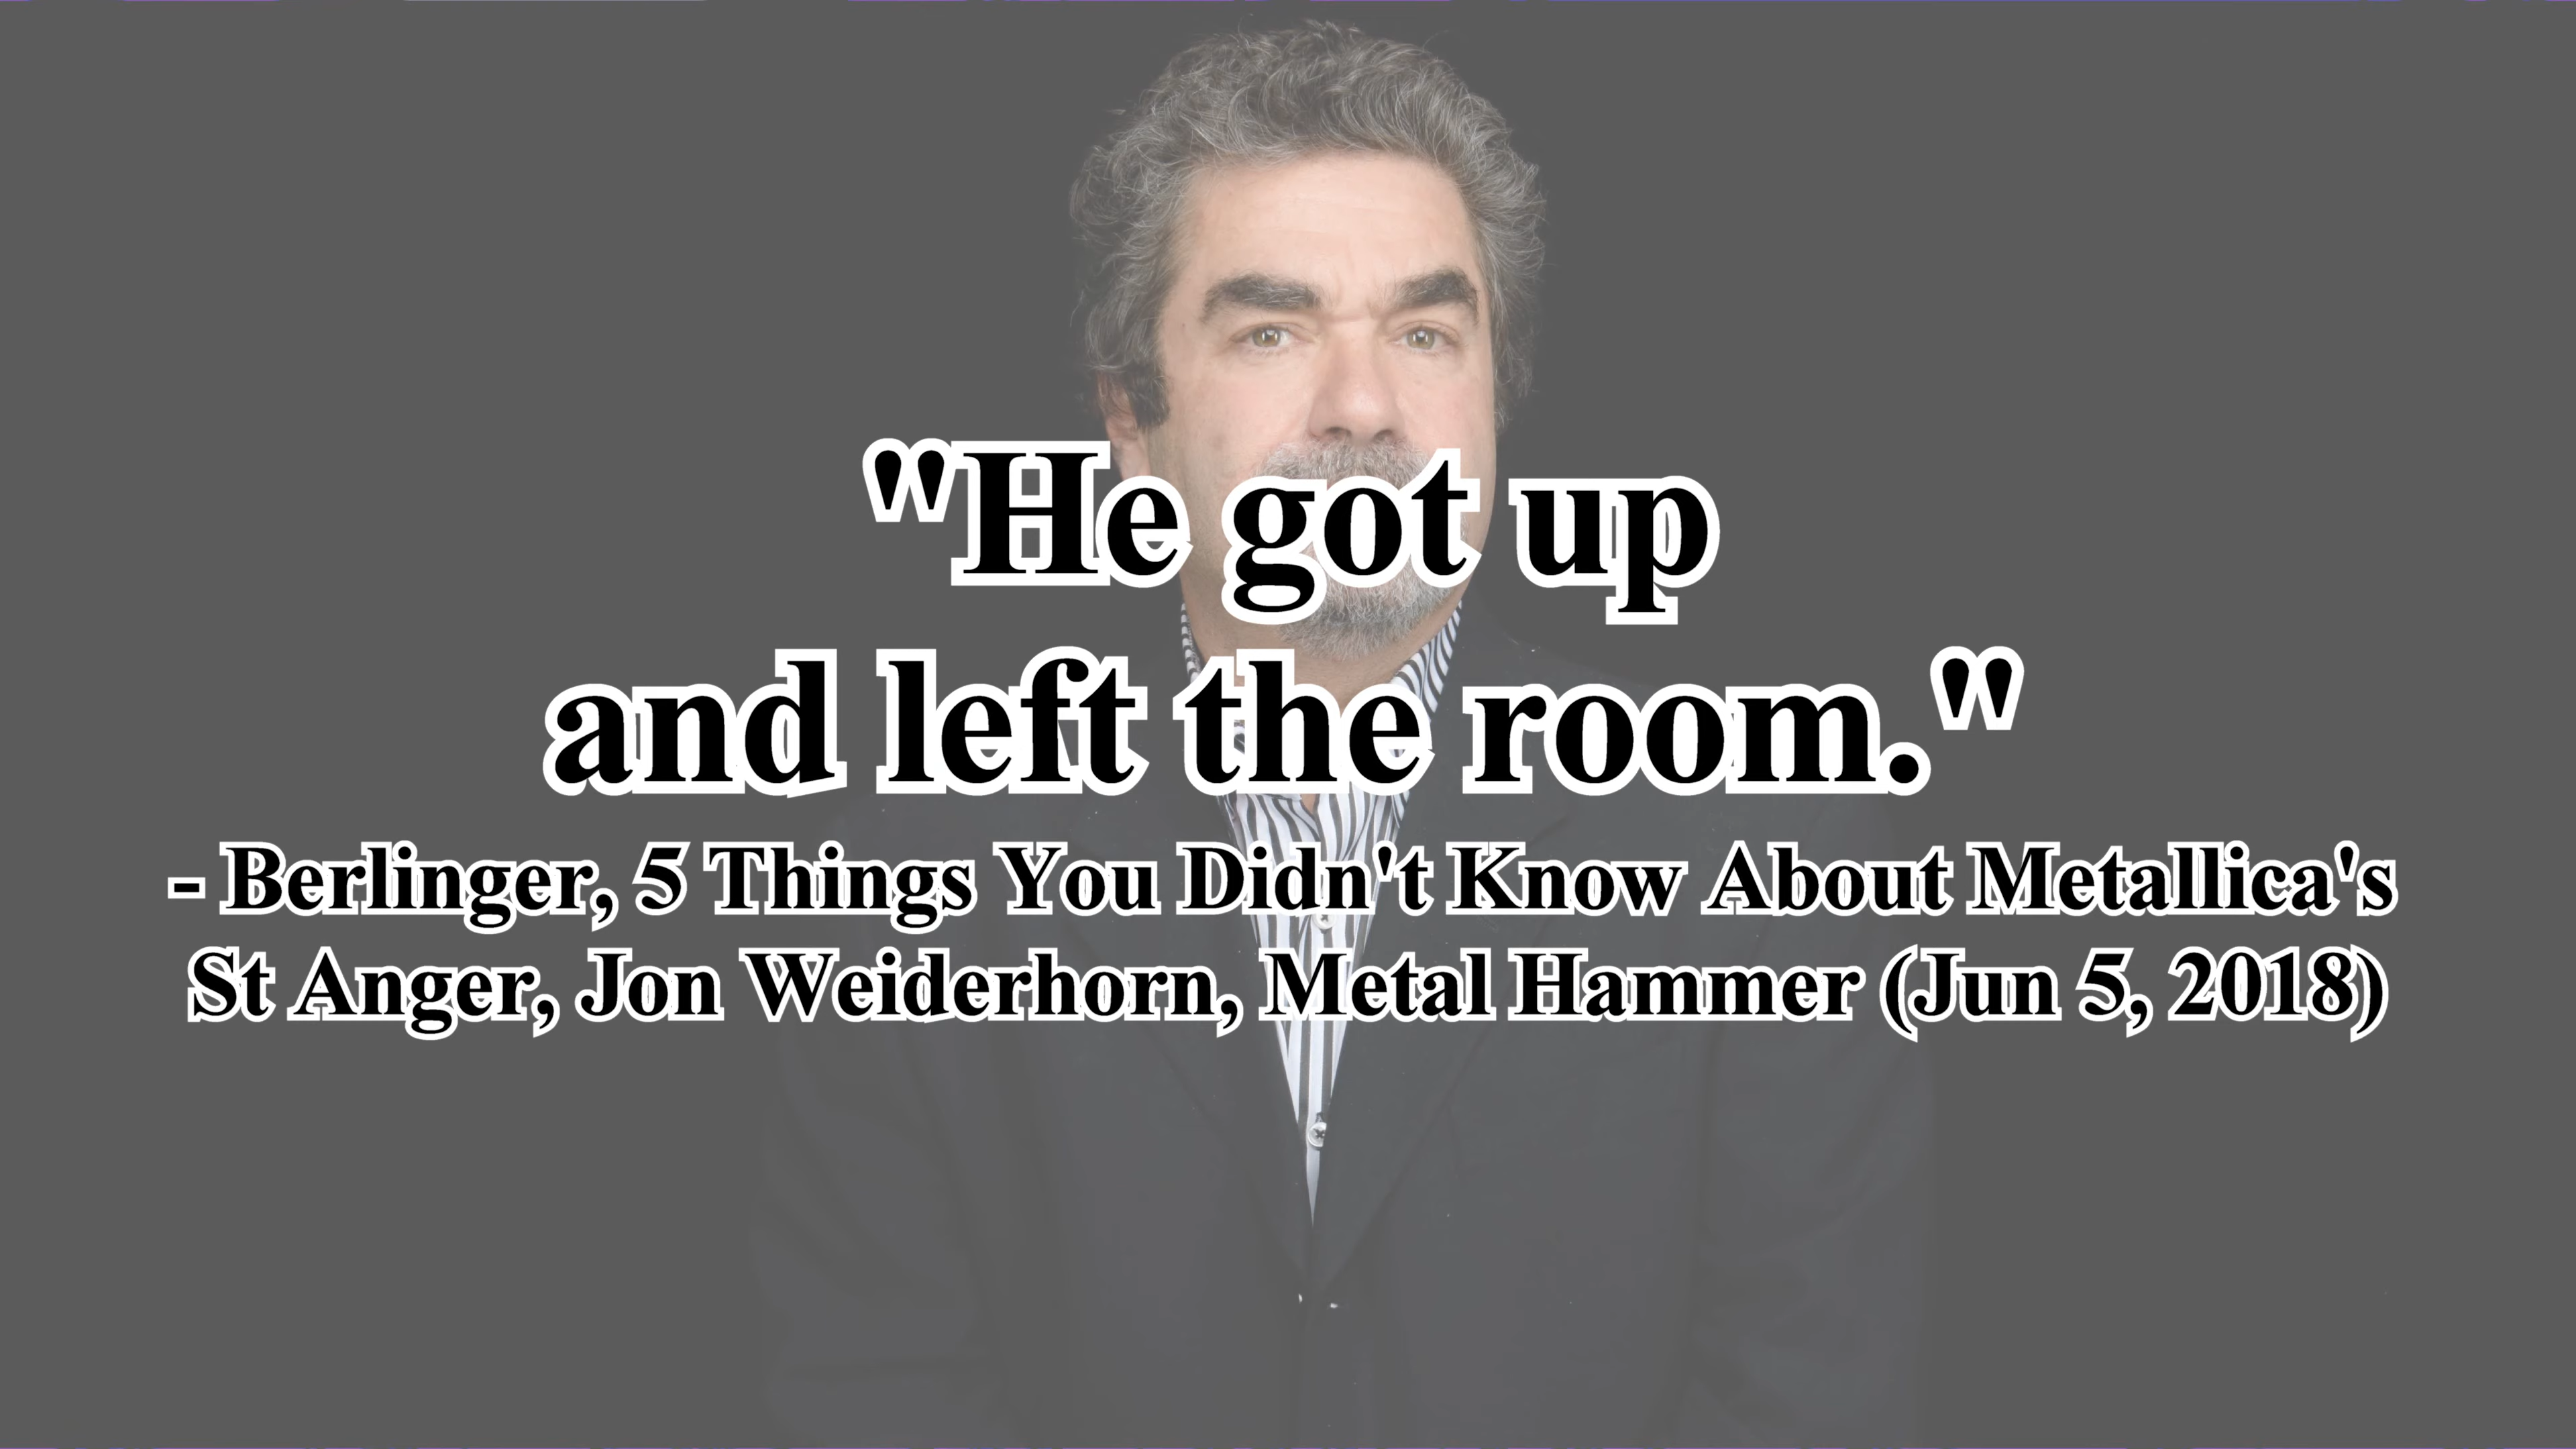 "He got up
and left the room."
- Berlinger, 5 Things You Didn't Know About Metallica's
St Anger, Jon Weiderhorn, Metal Hammer (Jun 5, 2018)